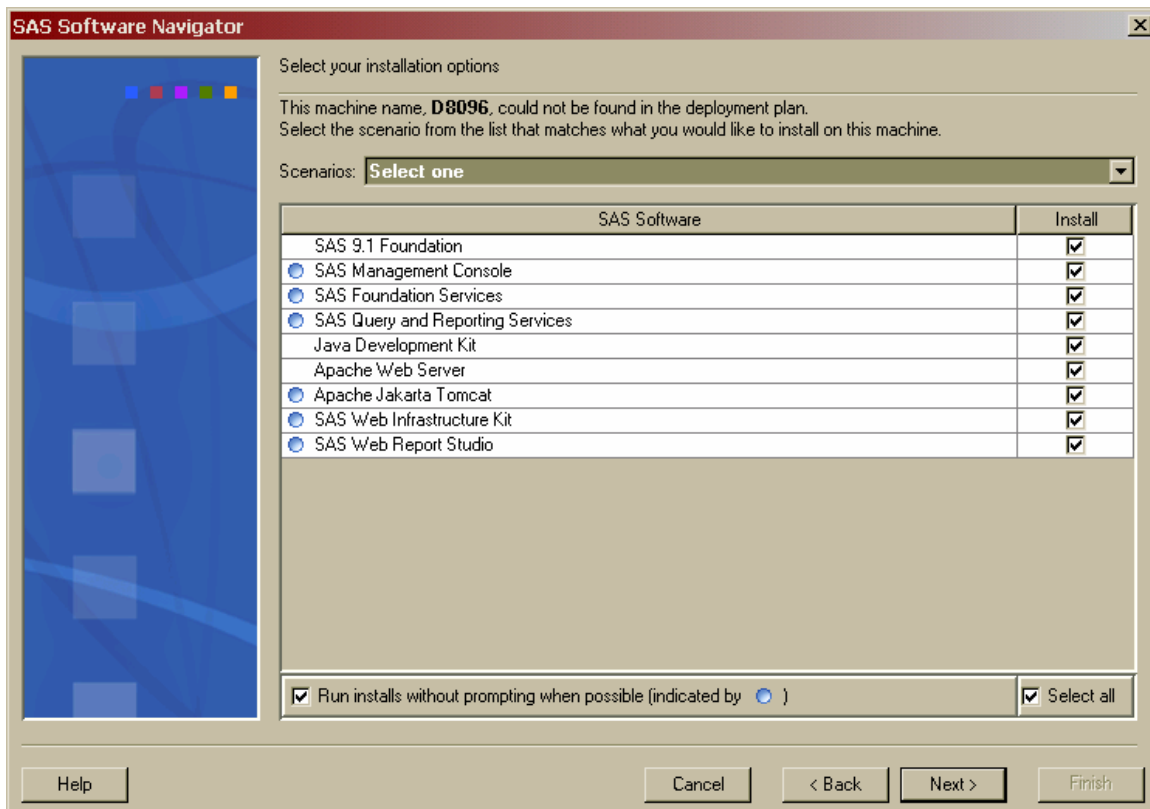 SAS Software Navigator
Select your installation options
This machine name, D8096, could not be found in the deployment plan.
Select the scenario from the list that matches what you would like to install on this machine.
Scenarios: Select one
SAS Software Install
SAS 9.1 Foundation
SAS Management Console
SAS Foundation Services
SAS Query and Reporting Services
Java Development Kit
Apache Web Server
Apache Jakarta Tomcat
SAS Web Infrastructure Kit
SAS Web Report Studio
Run installs without prompting when possible (indicated by ) Select all
Help Cancel < Back Next > Finish